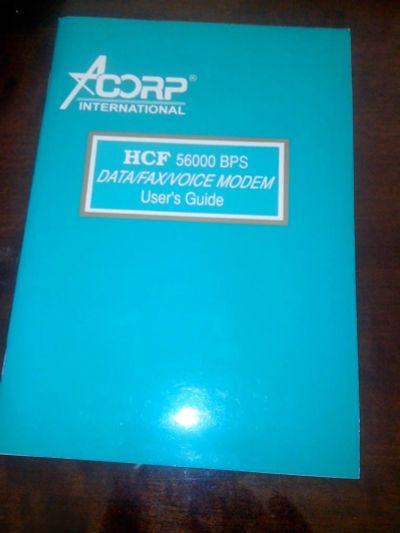 ACORP®
INTERNATIONAL
HCF 56000 BPS
DATA/FAX/VOICE MODEM
User's Guide